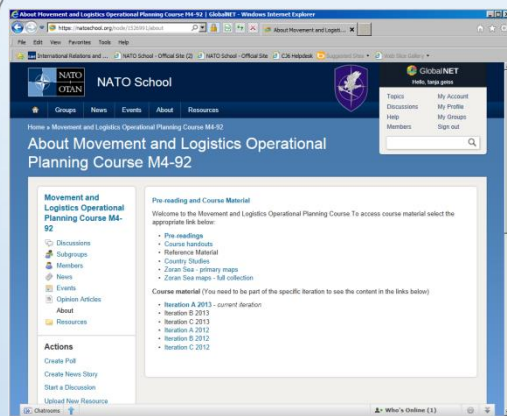 About Movement and Logistics Operational Planning Course M4-92 | GlobalNET - Windows Internet Explorer
About Movement and Logisti...
File Edit View Favorites Tools Help
International Relations and ... NATO School - Official Site (2) NATO School - Official Site CJ6 Helpdesk Suggested Sites Web Slice Gallery
NATO
OTAN
NATO School
GlobalNET
Hello, tanja geiss
Topics My Account
Discussions My Profile
Help My Groups
Members Sign out
Groups News Events About Resources
Home » Movement and Logistics Operational Planning Course M4-92
About Movement and Logistics Operational
Planning Course M4-92
Movement and
Logistics Operational
Planning Course M4-
92
Discussions
Subgroups
Members
News
Events
Opinion Articles
About
Resources
Actions
Create Poll
Create News Story
Start a Discussion
Upload New Resource
Pre-reading and Course Material
Welcome to the Movement and Logistics Operational Planning Course To access course material select the
appropriate link below:
• Pre-readings
• Course handouts
• Reference Material
• Country Studies
• Zoran Sea - primary maps
• Zoran Sea maps - full collection
Course material (You need to be part of the specific iteration to see the content in the links below)
• Iteration A 2013 - current iteration
• Iteration B 2013
• Iteration C 2013
• Iteration A 2012
• Iteration B 2012
• Iteration C 2012
Chatrooms
Who's Online (1)